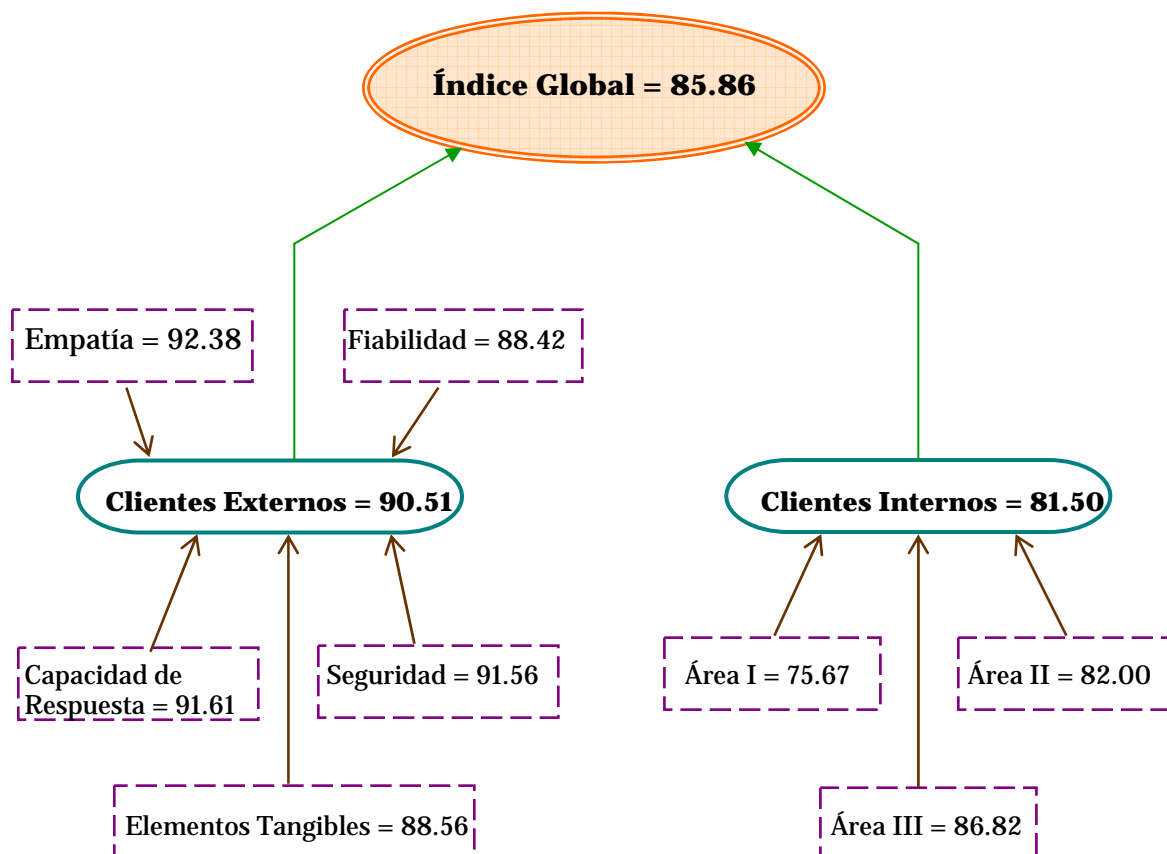 Índice Global = 85.86
Empatía = 92.38
Fiabilidad = 88.42
Clientes Externos = 90.51
Clientes Internos = 81.50
Capacidad de
Respuesta = 91.61
Seguridad = 91.56
Área I = 75.67
Área II = 82.00
Elementos Tangibles = 88.56
Área III = 86.82